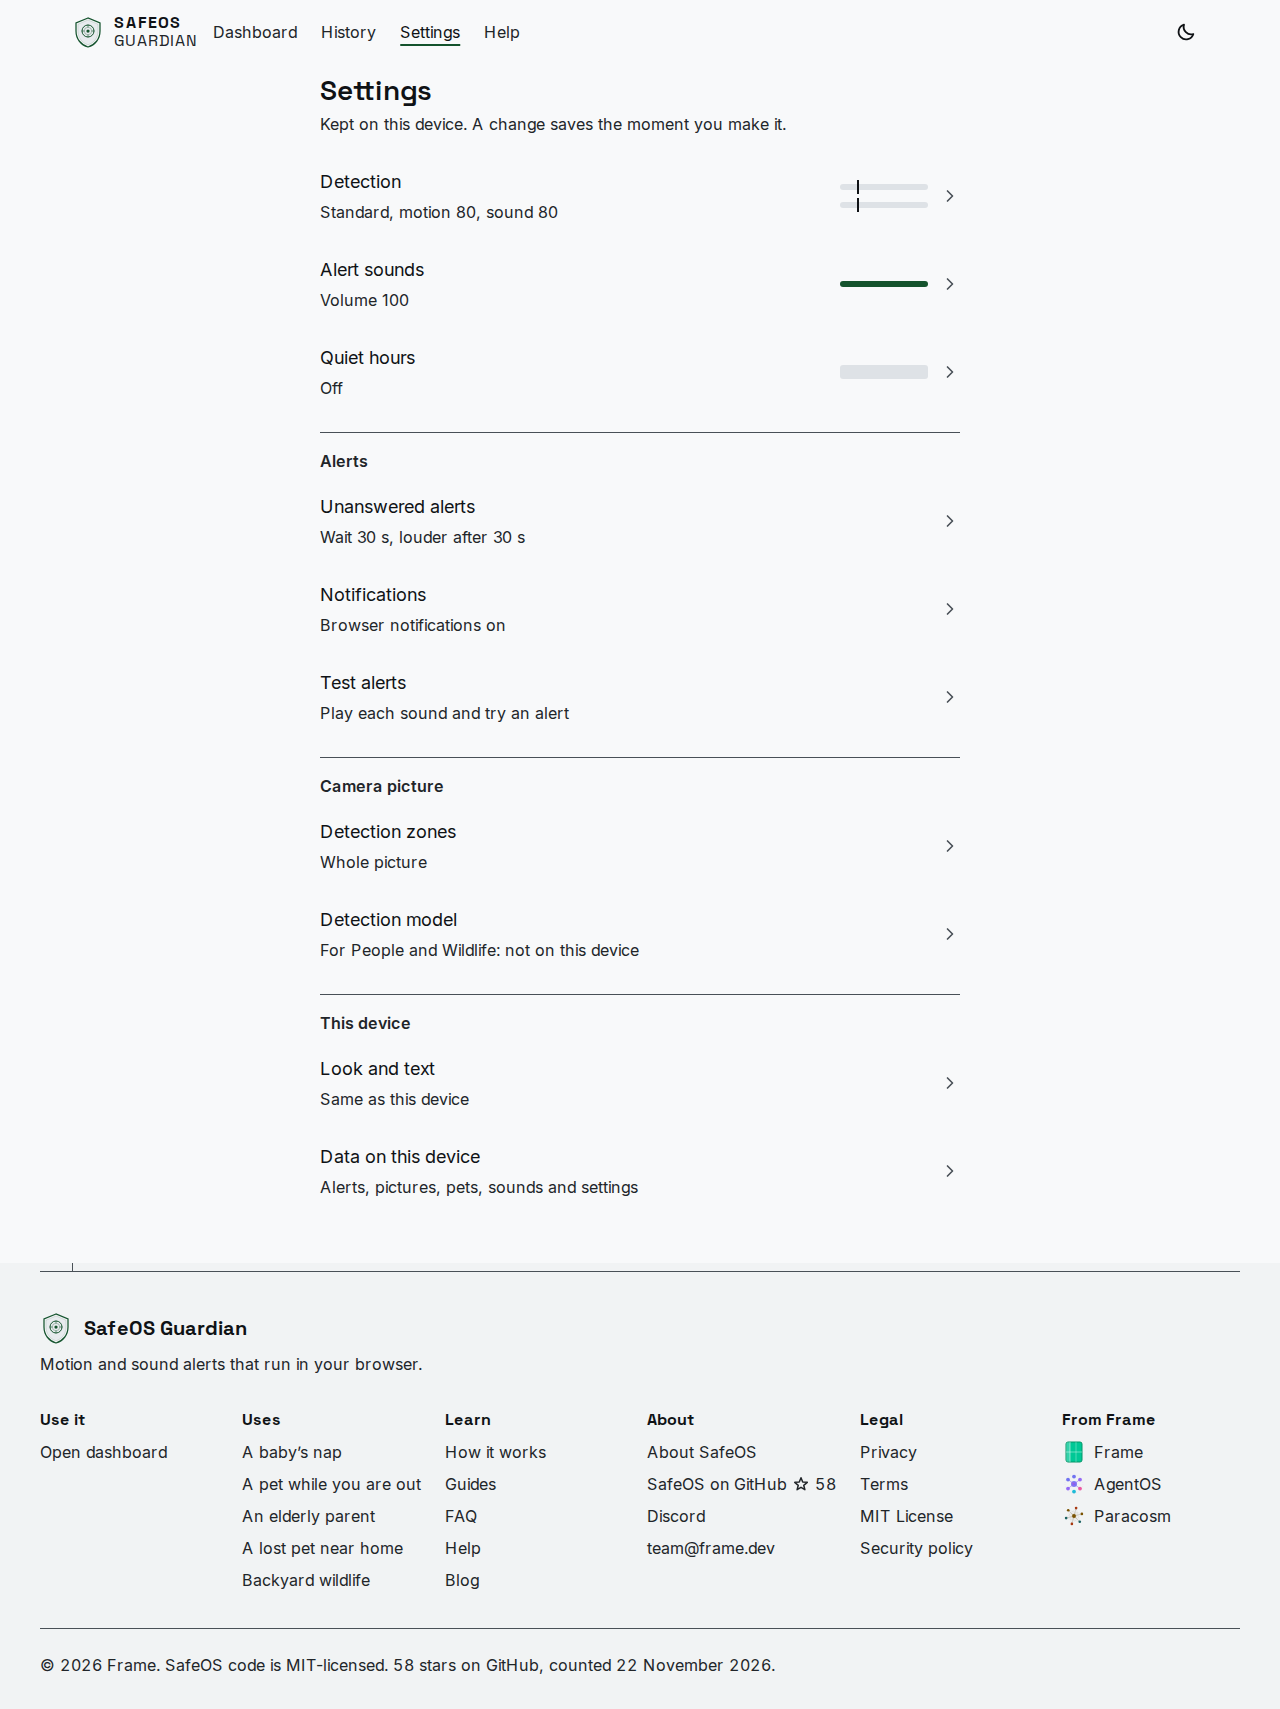 SAFEOS
GUARDIAN
Dashboard
History
Settings
Help
Settings
Kept on this device. A change saves the moment you make it.
Detection
Standard, motion 80, sound 80
Alert sounds
Volume 100
Quiet hours
Off
Alerts
Unanswered alerts
Wait 30 s, louder after 30 s
Notifications
Browser notifications on
Test alerts
Play each sound and try an alert
Camera picture
Detection zones
Whole picture
Detection model
For People and Wildlife: not on this device
This device
Look and text
Same as this device
Data on this device
Alerts, pictures, pets, sounds and settings
SafeOS Guardian
Motion and sound alerts that run in your browser.
Use it
Open dashboard
Uses
A baby’s nap
A pet while you are out
An elderly parent
A lost pet near home
Backyard wildlife
Learn
How it works
Guides
FAQ
Help
Blog
About
About SafeOS
SafeOS on GitHub ☆ 58
Discord
team@frame.dev
Legal
Privacy
Terms
MIT License
Security policy
From Frame
Frame
AgentOS
Paracosm
© 2026 Frame. SafeOS code is MIT-licensed. 58 stars on GitHub, counted 22 November 2026.